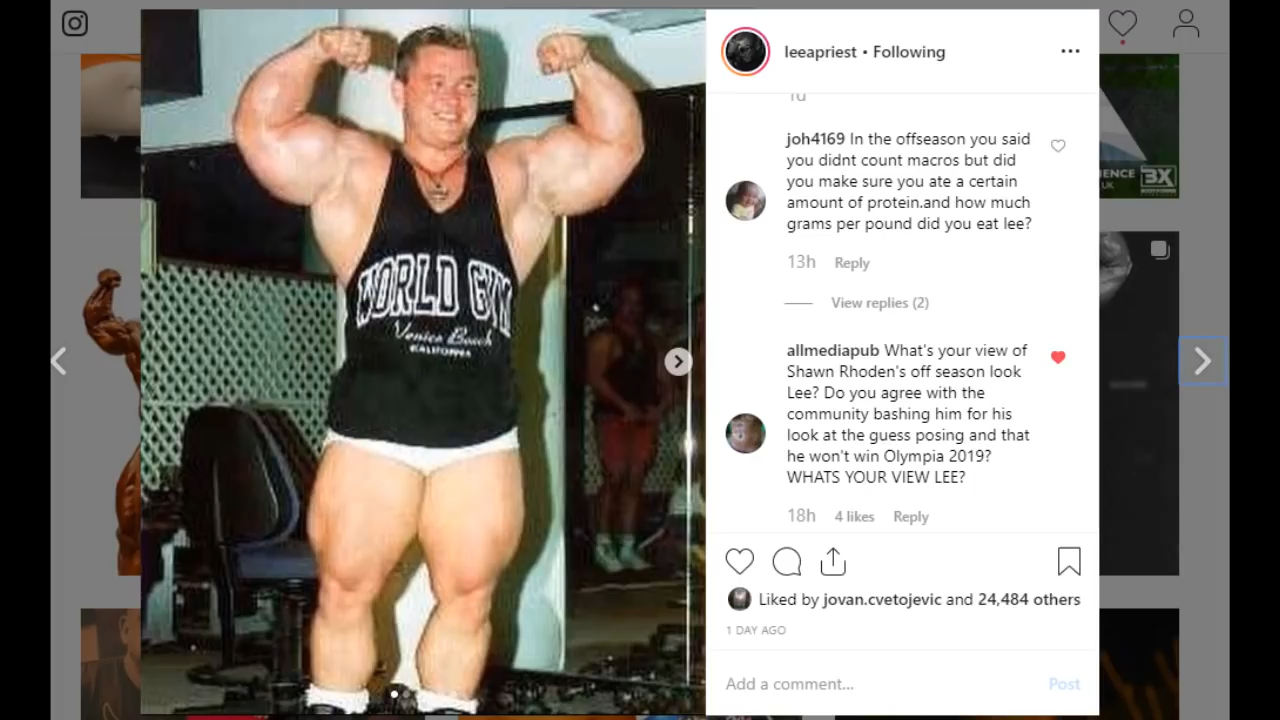 WORLD GYM
Venice Beach
CALIFORNIA
leeapriest • Following
1d
joh4169 In the offseason you said
you didnt count macros but did
you make sure you ate a certain
amount of protein.and how much
grams per pound did you eat lee?
13h Reply
View replies (2)
allmediapub What's your view of
Shawn Rhoden's off season look
Lee? Do you agree with the
community bashing him for his
look at the guess posing and that
he won't win Olympia 2019?
WHATS YOUR VIEW LEE?
18h 4 likes Reply
Liked by jovan.cvetojevic and 24,484 others
1 DAY AGO
Add a comment... Post
IENCE
UK
3X